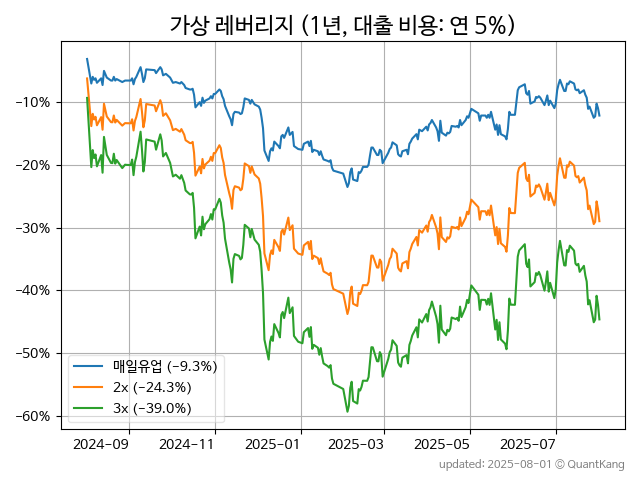 가상 레버리지 (1년, 대출 비용: 연 5%)
−10%
−20%
−30%
−40%
−50%
−60%
매일유업 (−9.3%)
2x (−24.3%)
3x (−39.0%)
2024-09 2024-11 2025-01 2025-03 2025-05 2025-07
updated: 2025-08-01 © QuantKang